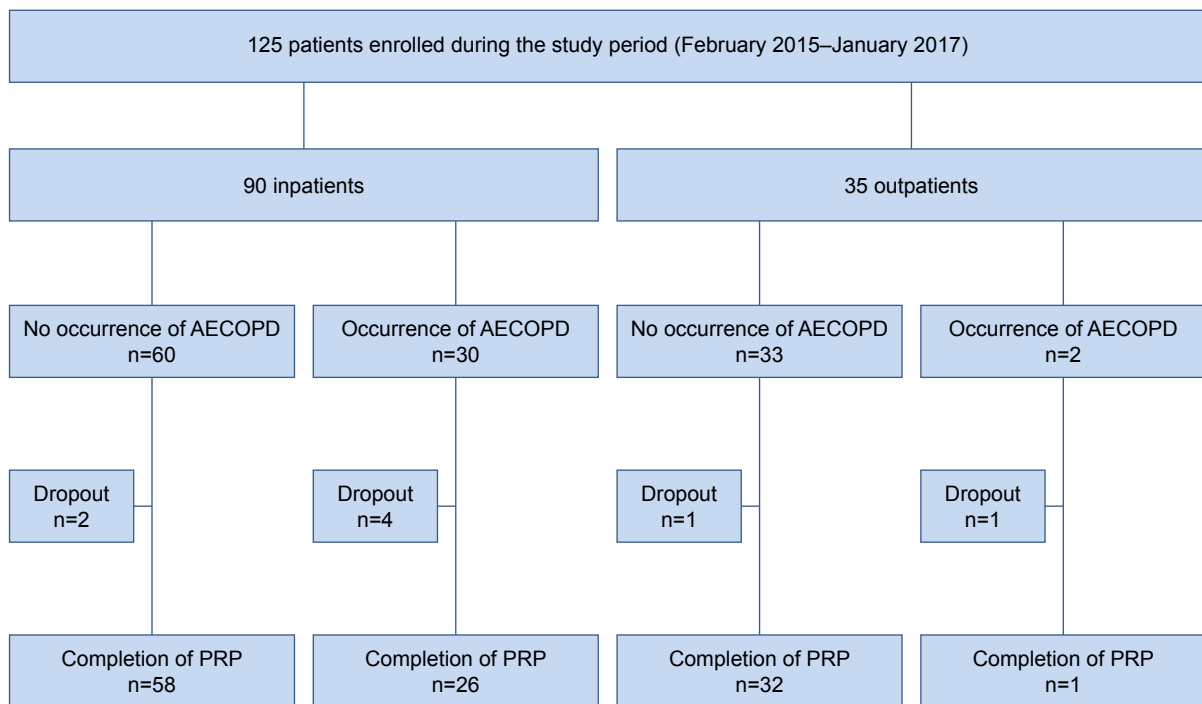 125 patients enrolled during the study period (February 2015–January 2017)
90 inpatients
35 outpatients
No occurrence of AECOPD
n=60
Occurrence of AECOPD
n=30
No occurrence of AECOPD
n=33
Occurrence of AECOPD
n=2
Dropout
n=2
Dropout
n=4
Dropout
n=1
Dropout
n=1
Completion of PRP
n=58
Completion of PRP
n=26
Completion of PRP
n=32
Completion of PRP
n=1